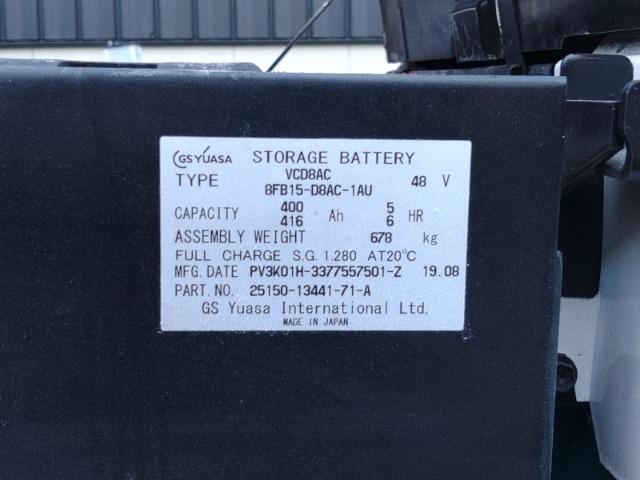 GS YUASA STORAGE BATTERY
TYPE VCD8AC 48 V
8FB15-D8AC-1AU
CAPACITY 400 Ah 5 HR
416 6
ASSEMBLY WEIGHT 678 kg
FULL CHARGE S.G. 1.280 AT20℃
MFG. DATE PV3K01H-3377557501-Z 19.08
PART. NO. 25150-13441-71-A
GS Yuasa International Ltd.
MADE IN JAPAN